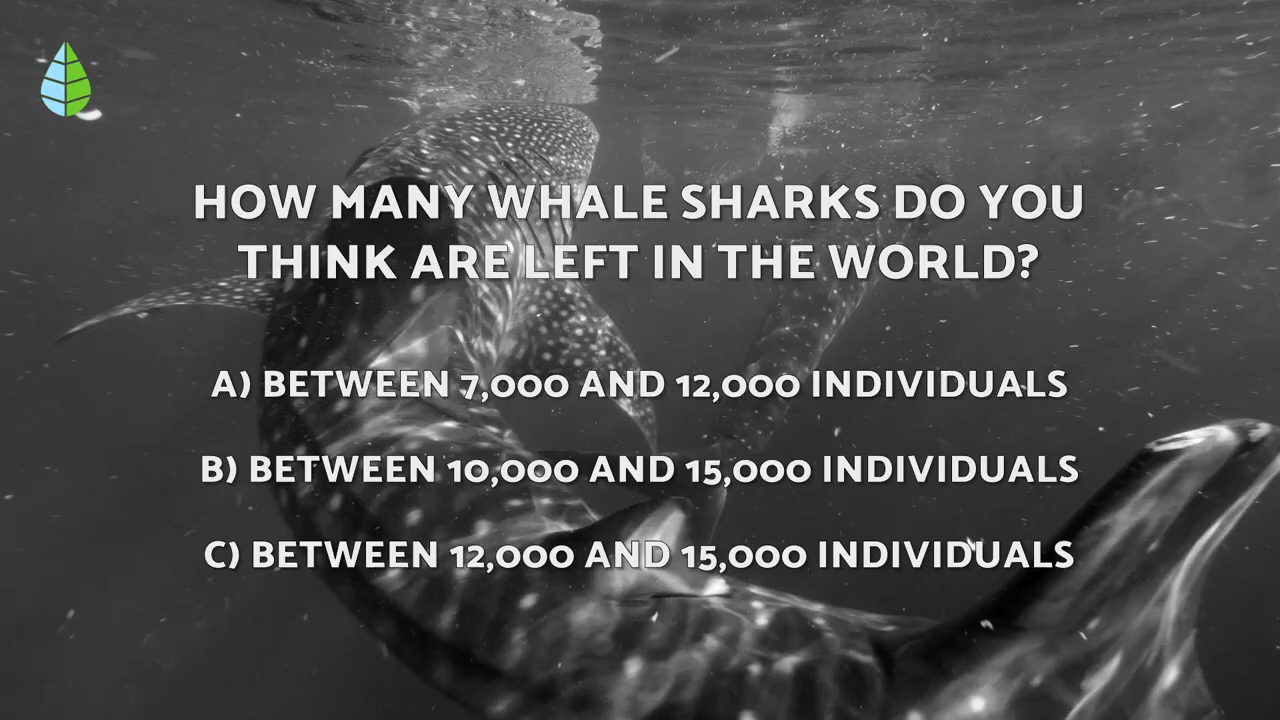 HOW MANY WHALE SHARKS DO YOU
THINK ARE LEFT IN THE WORLD?
A) BETWEEN 7,000 AND 12,000 INDIVIDUALS
B) BETWEEN 10,000 AND 15,000 INDIVIDUALS
C) BETWEEN 12,000 AND 15,000 INDIVIDUALS